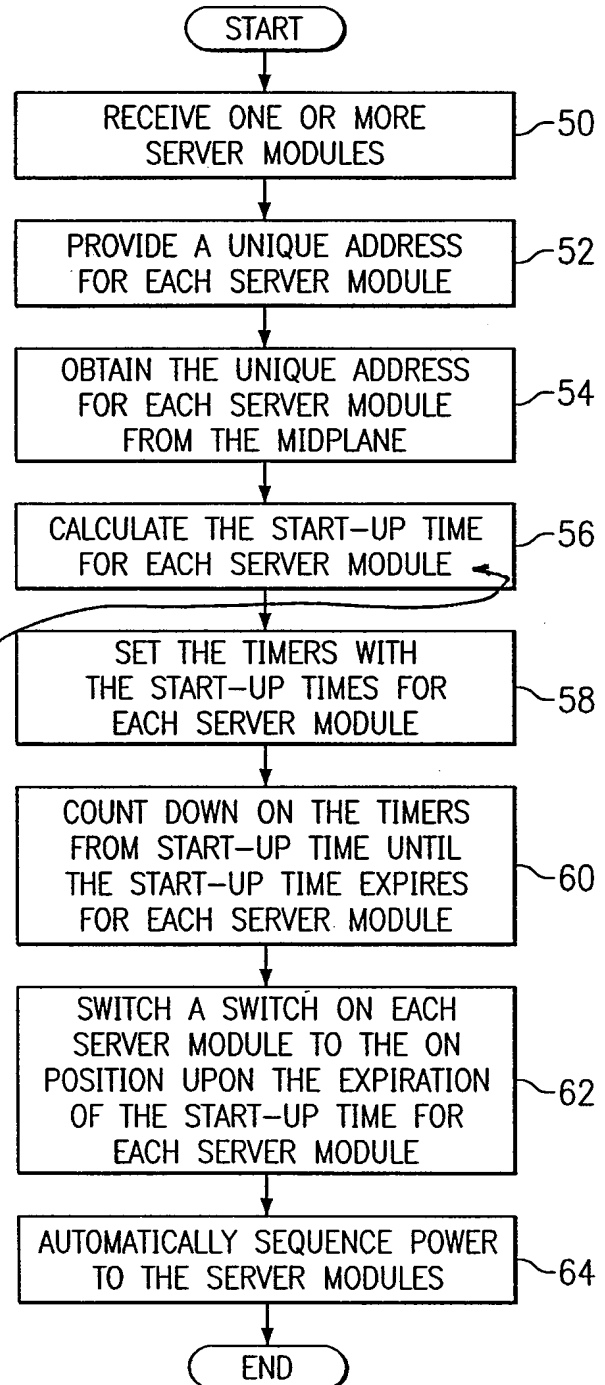 START
RECEIVE ONE OR MORE
SERVER MODULES
50
PROVIDE A UNIQUE ADDRESS
FOR EACH SERVER MODULE
52
OBTAIN THE UNIQUE ADDRESS
FOR EACH SERVER MODULE
FROM THE MIDPLANE
54
CALCULATE THE START-UP TIME
FOR EACH SERVER MODULE
56
SET THE TIMERS WITH
THE START-UP TIMES FOR
EACH SERVER MODULE
58
COUNT DOWN ON THE TIMERS
FROM START-UP TIME UNTIL
THE START-UP TIME EXPIRES
FOR EACH SERVER MODULE
60
SWITCH A SWITCH ON EACH
SERVER MODULE TO THE ON
POSITION UPON THE EXPIRATION
OF THE START-UP TIME FOR
EACH SERVER MODULE
62
AUTOMATICALLY SEQUENCE POWER
TO THE SERVER MODULES
64
END